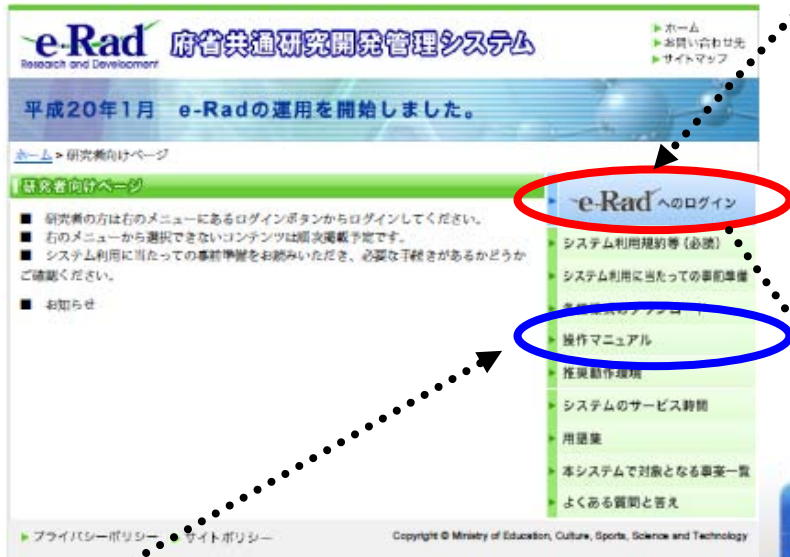 e-Rad 府省共通研究開発管理システム
Research and Development
ホーム
お問い合わせ先
サイトマップ
平成20年1月 e-Radの運用を開始しました。
ホーム > 研究者向けページ
研究者向けページ
■ 研究者の方は右のメニューにあるログインボタンからログインしてください。
■ 右のメニューから選択できないコンテンツは順次掲載予定です。
■ システム利用に当たっての事前準備をお読みいただき、必要な手続きがあるかどうか
ご確認ください。
■ お知らせ
e-Rad へのログイン
システム利用規約等(必読)
システム利用に当たっての事前準備
ダウンロード
操作マニュアル
推奨動作環境
システムのサービス時間
用語集
本システムで対象となる事業一覧
よくある質問と答え
プライバシーポリシー サイトポリシー
Copyright © Ministry of Education, Culture, Sports, Science and Technology